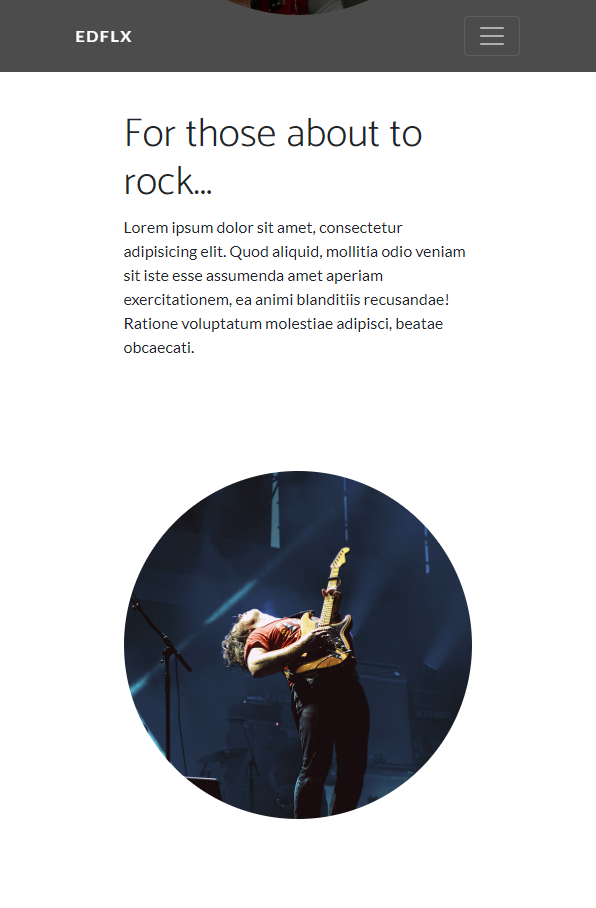 EDFLX
For those about to
rock...
Lorem ipsum dolor sit amet, consectetur
adipisicing elit. Quod aliquid, mollitia odio veniam
sit iste esse assumenda amet aperiam
exercitationem, ea animi blanditiis recusandae!
Ratione voluptatum molestiae adipisci, beatae
obcaecati.